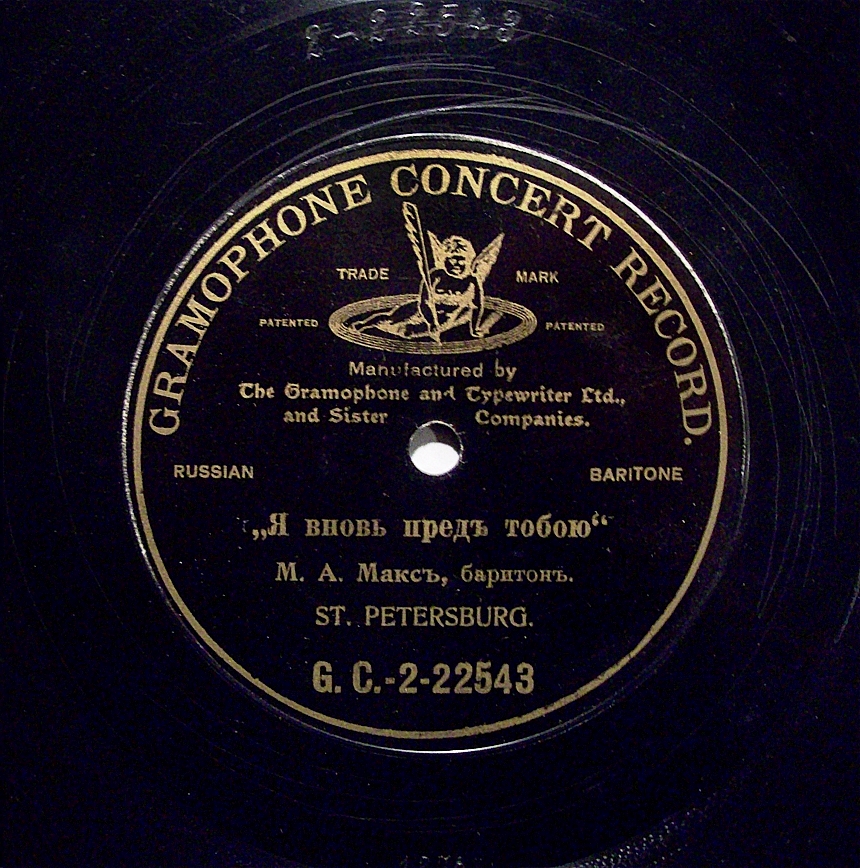 2-22543
GRAMOPHONE CONCERT RECORD.
TRADE MARK
PATENTED PATENTED
Manufactured by
The Gramophone and Typewriter Ltd.,
and Sister Companies.
RUSSIAN BARITONE
„Я вновь предъ тобою“
М. А. Максъ, баритонъ.
ST. PETERSBURG.
G. C.-2-22543